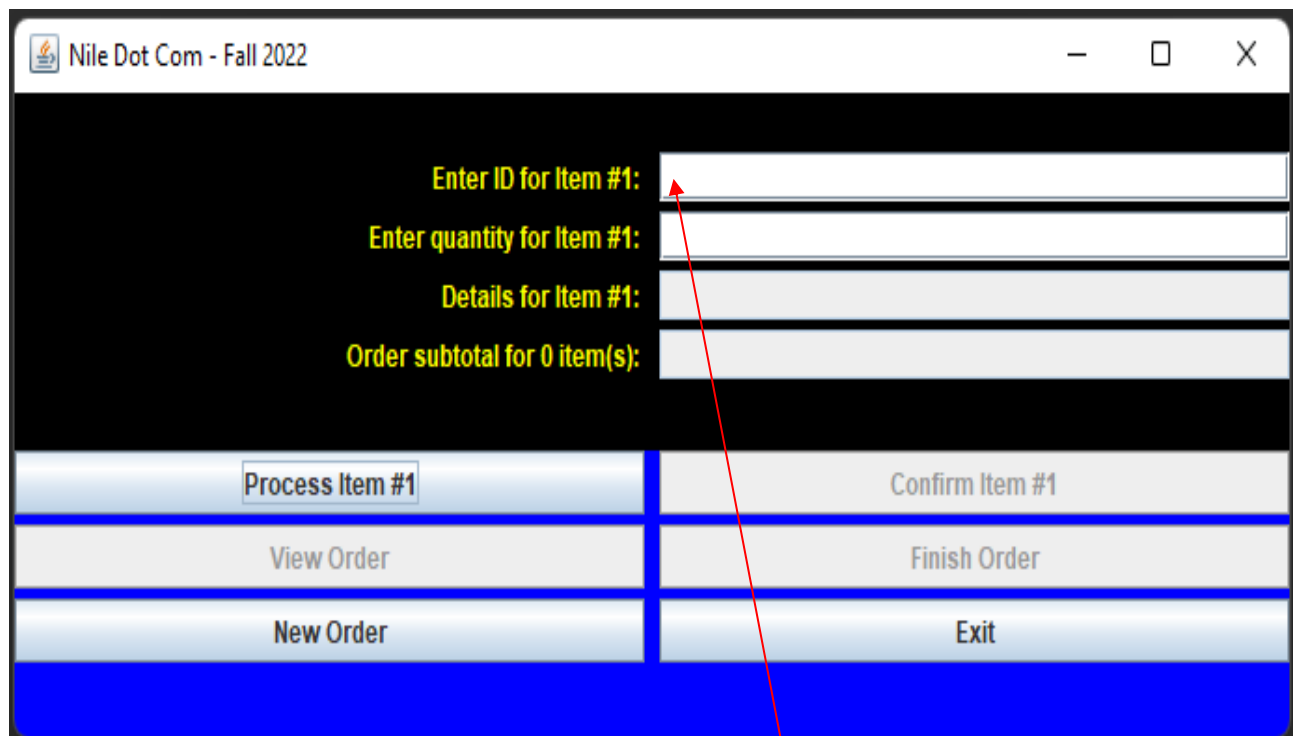 Nile Dot Com - Fall 2022
Enter ID for Item #1:
Enter quantity for Item #1:
Details for Item #1:
Order subtotal for 0 item(s):
Process Item #1 Confirm Item #1
View Order Finish Order
New Order Exit